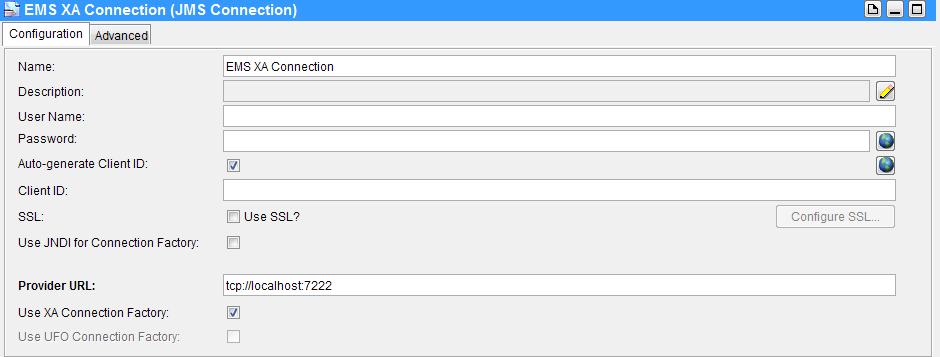 EMS XA Connection (JMS Connection)
Configuration Advanced
Name: EMS XA Connection
Description:
User Name:
Password:
Auto-generate Client ID:
Client ID:
SSL: Use SSL? Configure SSL...
Use JNDI for Connection Factory:
Provider URL: tcp://localhost:7222
Use XA Connection Factory:
Use UFO Connection Factory: